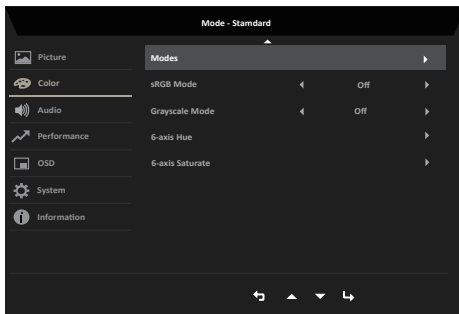 Mode - Stamdard
Picture
Modes
Color
sRGB Mode Off
Audio
Grayscale Mode Off
Performance
6-axis Hue
OSD
6-axis Saturate
System
Information